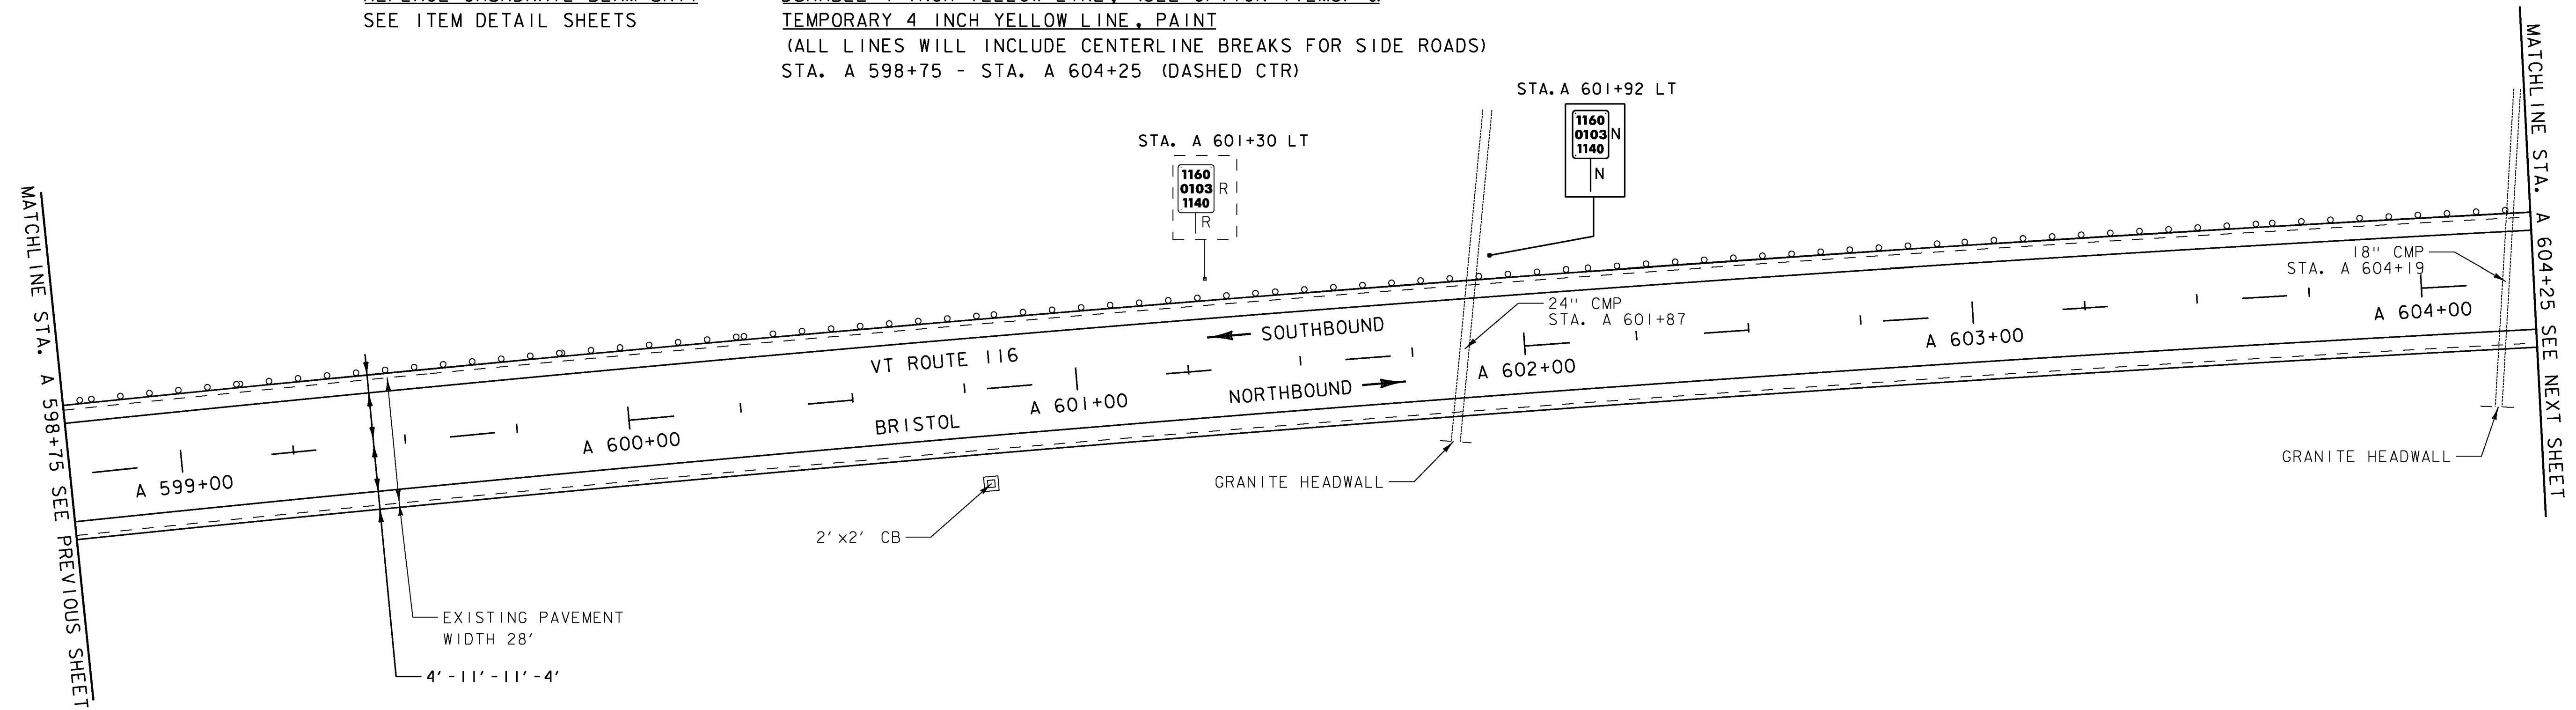 SEE ITEM DETAIL SHEETS
TEMPORARY 4 INCH YELLOW LINE, PAINT
(ALL LINES WILL INCLUDE CENTERLINE BREAKS FOR SIDE ROADS)
STA. A 598+75 - STA. A 604+25 (DASHED CTR)
STA. A 601+92 LT
1160
0103 N
1140
N
STA. A 601+30 LT
1160
0103 R
1140
R
MATCHLINE STA. A 598+75 SEE PREVIOUS SHEET
MATCHLINE STA. A 604+25 SEE NEXT SHEET
18" CMP
STA. A 604+19
24" CMP
STA. A 601+87
SOUTHBOUND
VT ROUTE 116
NORTHBOUND
BRISTOL
A 599+00
A 600+00
A 601+00
A 602+00
A 603+00
A 604+00
GRANITE HEADWALL
GRANITE HEADWALL
2'x2' CB
EXISTING PAVEMENT
WIDTH 28'
4'-11'-11'-4'